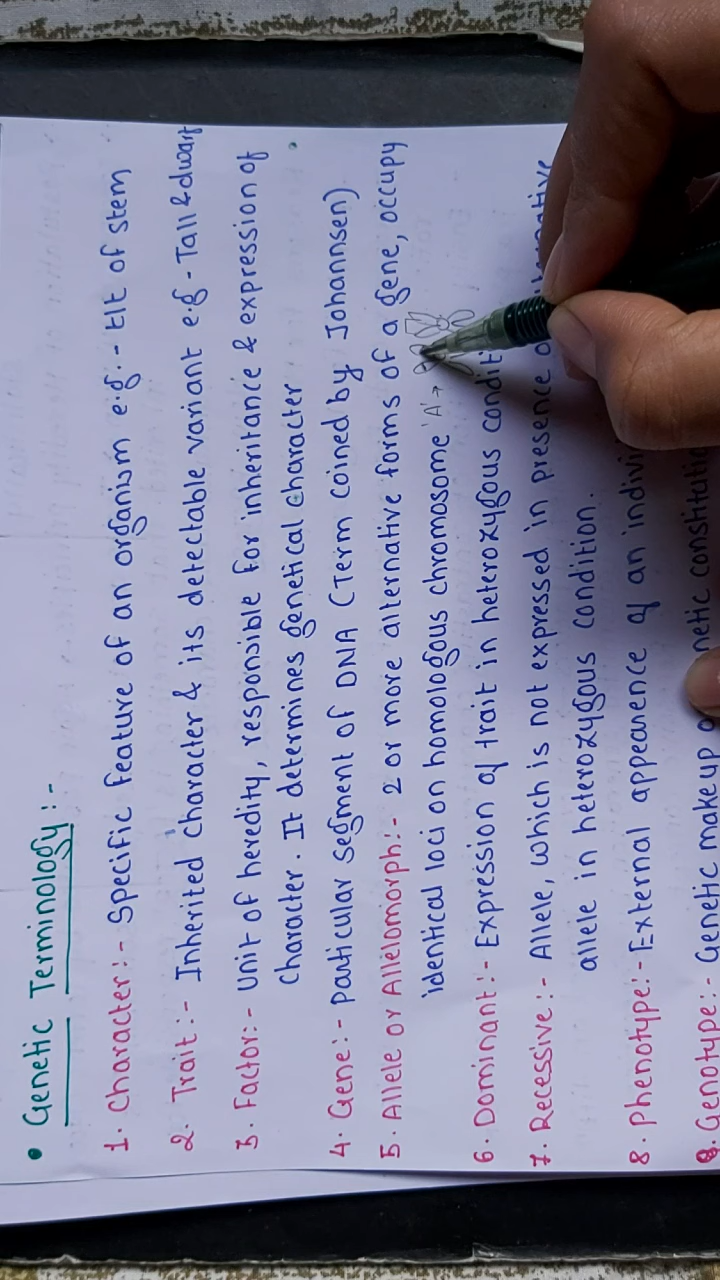 • Genetic Terminology :-
1. Character :- Specific Feature of an organism e.g. :- Ht of stem
2. Trait :- Inherited character & its detectable variant e.g - Tall & dwarf
3. Factor:- Unit of heredity, responsible for inheritance & expression of
character. It determines genetical character
4. Gene :- particular segment of DNA (Term coined by Johannsen)
5. Allele or Allelomorph :- 2 or more alternative forms of a gene, occupy
identical loci on homologous chromosome 'A' →
6. Dominant :- Expression of trait in heterozygous condit
7. Recessive :- Allele, which is not expressed in presence
allele in heterozygous condition.
8. Phenotype :- External appearence of an indivi
9. Genotype :- Genetic makeup netic constitutio